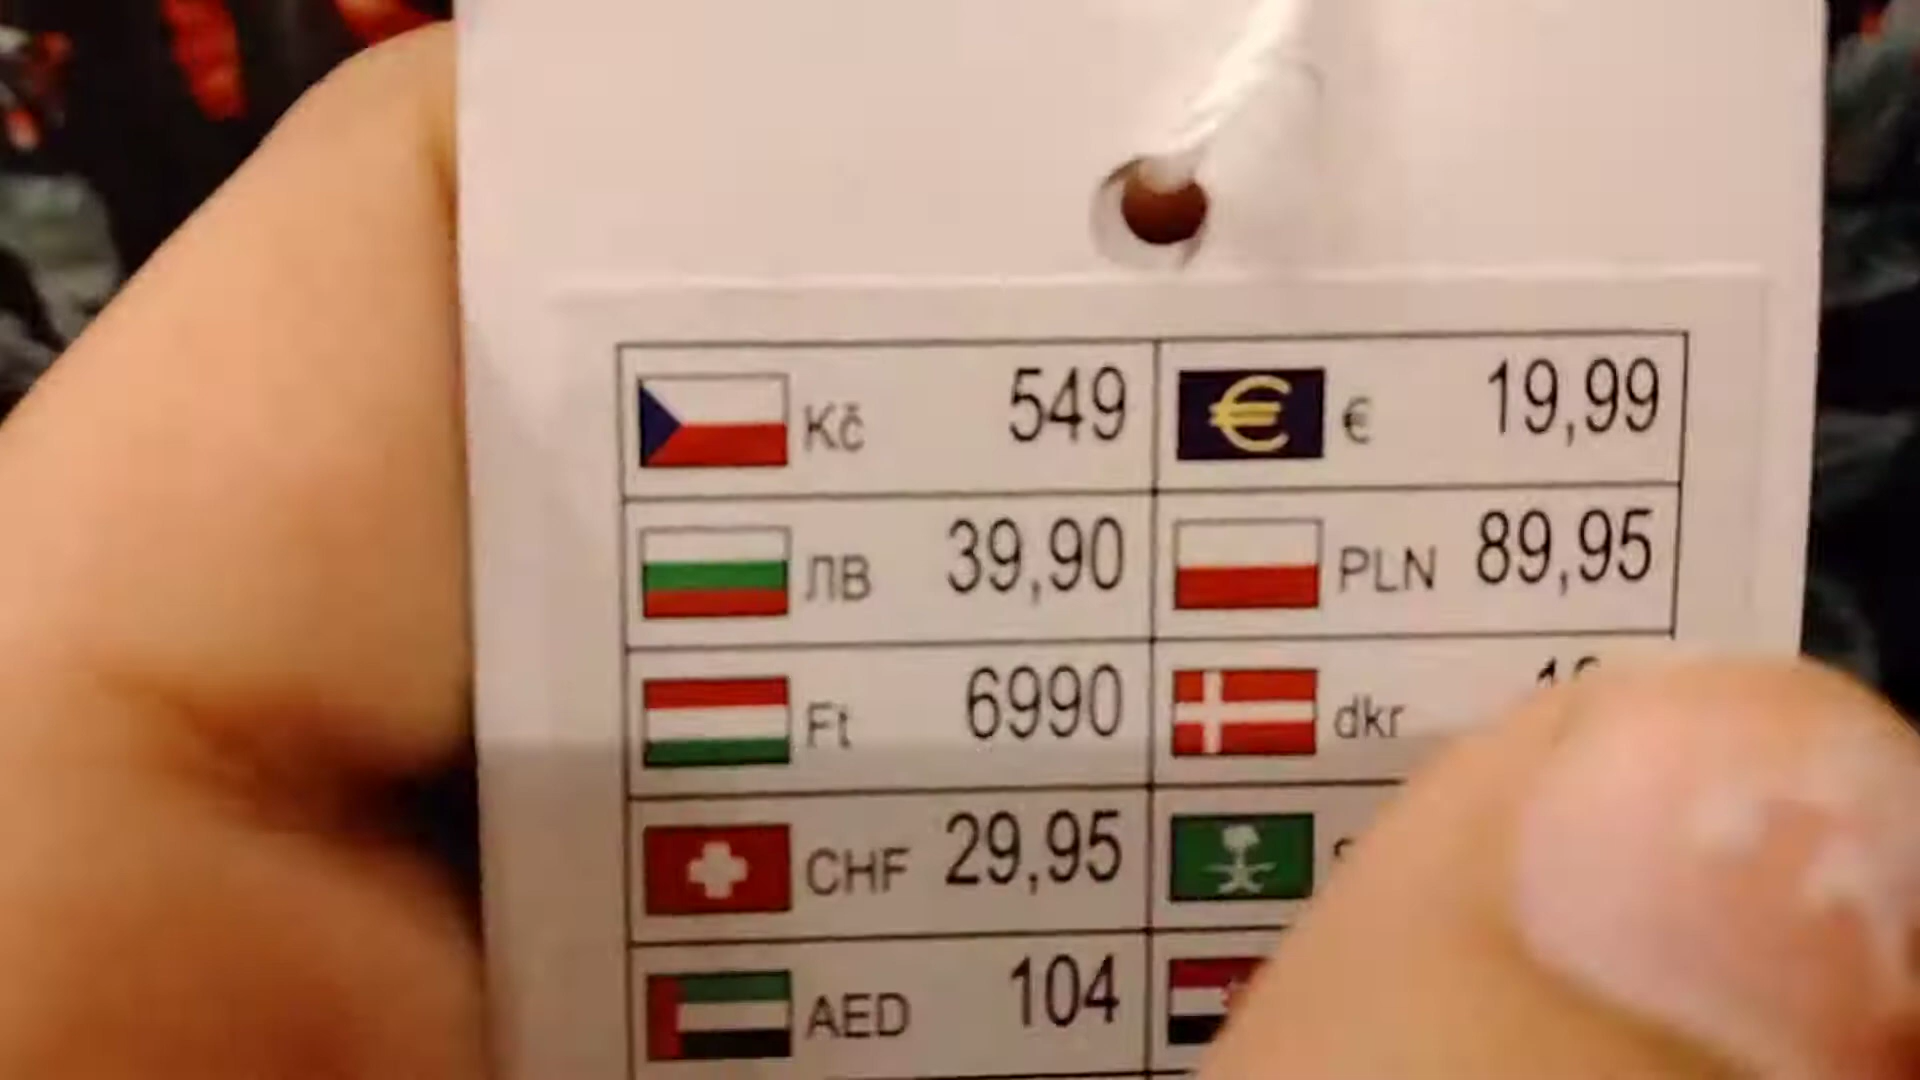 Kč 549 € 19,99
лв 39,90 PLN 89,95
Ft 6990 dkr
CHF 29,95
AED 104